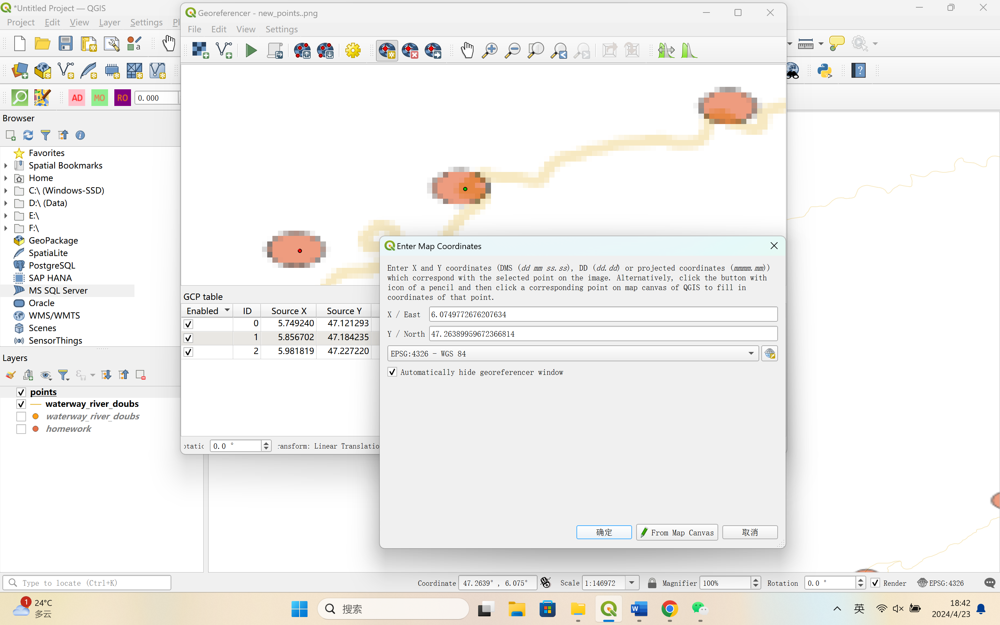 *Untitled Project — QGIS
Project Edit View Layer Settings Pl
AD MO RO 0.000
Browser
Favorites
Spatial Bookmarks
Home
C:\ (Windows-SSD)
D:\ (Data)
E:\
F:\
GeoPackage
SpatiaLite
PostgreSQL
SAP HANA
MS SQL Server
Oracle
WMS/WMTS
Scenes
SensorThings
Layers
points
waterway_river_doubs
waterway_river_doubs
homework
Georeferencer - new_points..png
File Edit View Settings
GCP table
Enabled ID Source X Source Y
0 5.749240 47.121293
1 5.856702 47.184235
2 5.981819 47.227220
otatic 0.0 ° ransform: Linear Translatio
Enter Map Coordinates
Enter X and Y coordinates (DMS (dd mm ss.ss), DD (dd.dd) or projected coordinates (mmmm.mm))
which correspond with the selected point on the image. Alternatively, click the button with
icon of a pencil and then click a corresponding point on map canvas of QGIS to fill in
coordinates of that point.
X / East 6.0749772676207634
Y / North 47.26389959672366814
EPSG:4326 - WGS 84
Automatically hide georeferencer window
确定 From Map Canvas 取消
Type to locate (Ctrl+K) Coordinate 47.2639° , 6.075° Scale 1:146972 Magnifier 100% Rotation 0.0 ° Render EPSG:4326
1 24°C
多云
搜索
英
18:42
2024/4/23